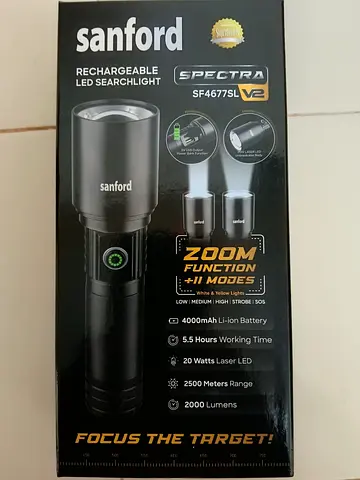 sanford
RECHARGEABLE
LED SEARCHLIGHT
SPECTRA
SF4677SL V2
sanford
sanford
sanford
ZOOM
FUNCTION
+11 MODES
White & Yellow Lights
LOW | MEDIUM | HIGH | STROBE | SOS
4000mAh Li-ion Battery
5.5 Hours Working Time
20 Watts Laser LED
2500 Meters Range
2000 Lumens
FOCUS THE TARGET!